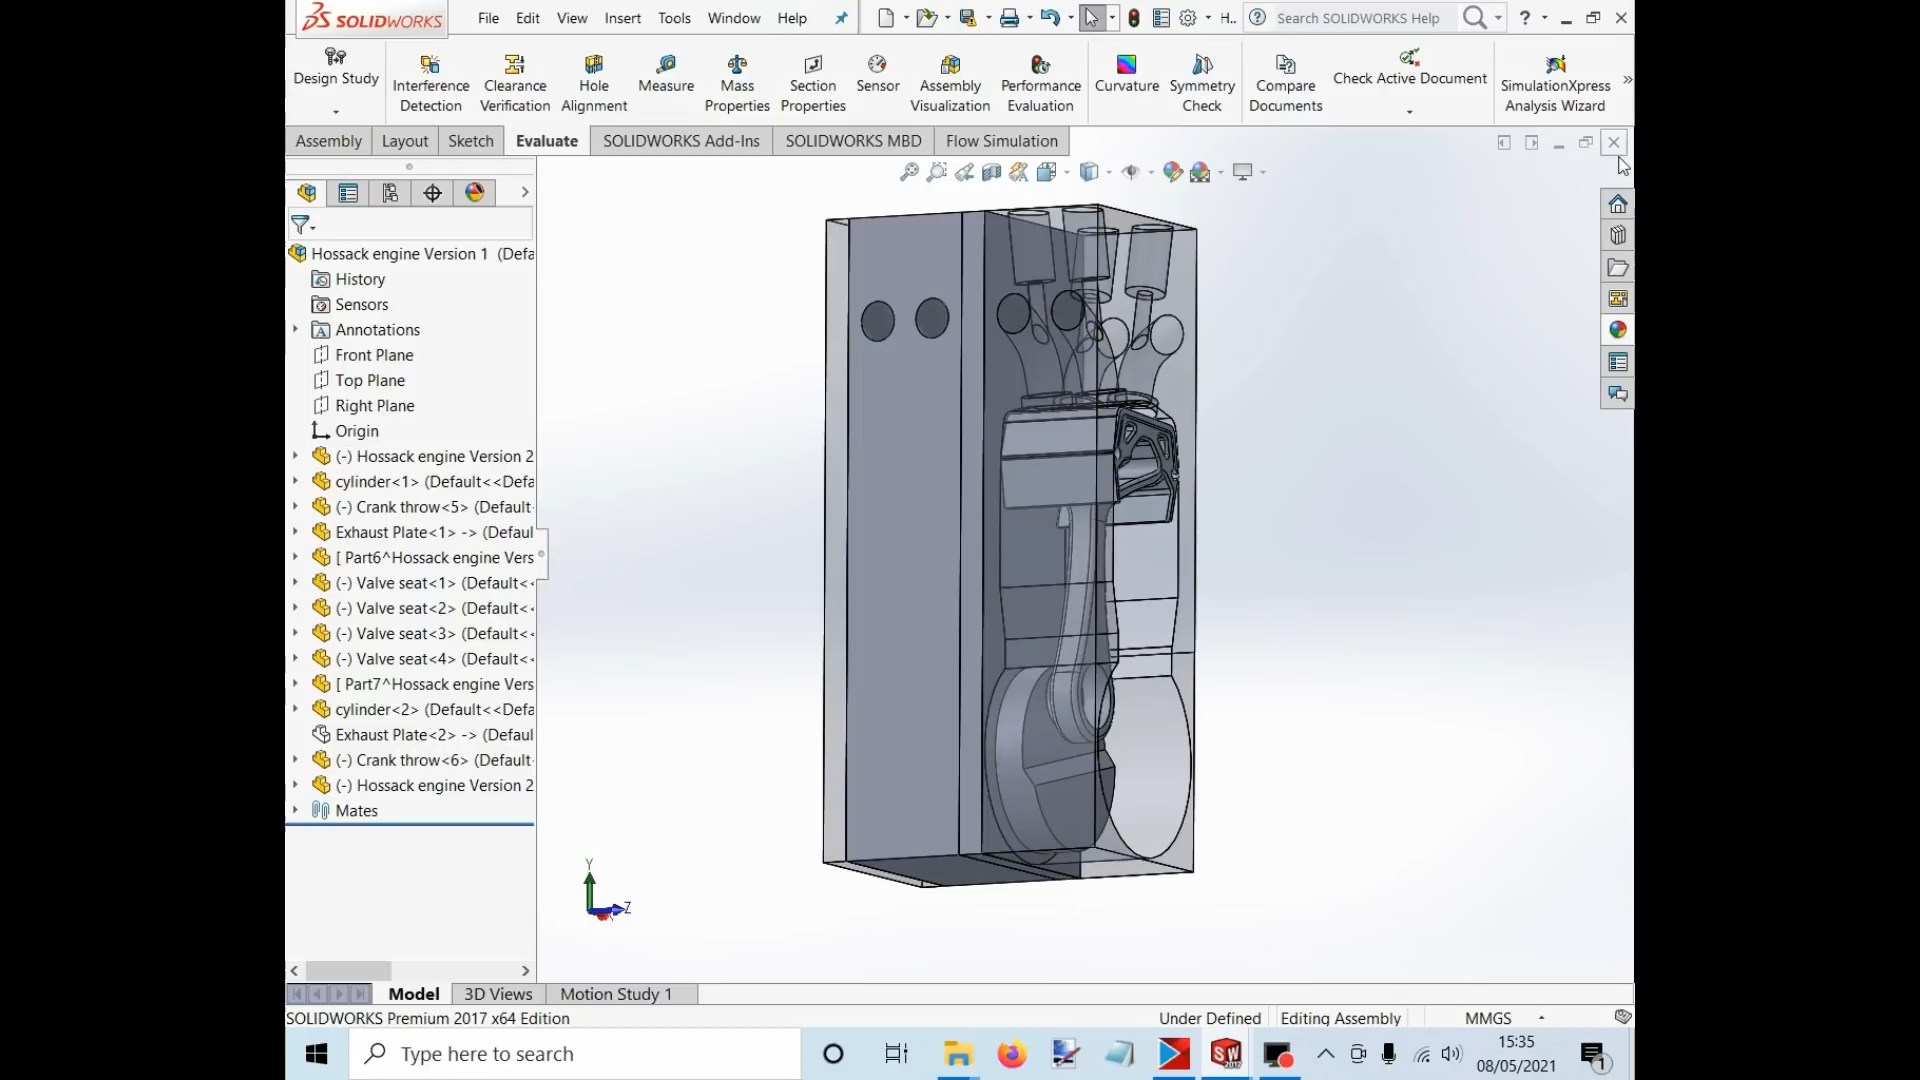 SOLIDWORKS
File Edit View Insert Tools Window Help
H..
Search SOLIDWORKS Help
?
Design Study
Interference Detection
Clearance Verification
Hole Alignment
Measure
Mass Properties
Section Properties
Sensor
Assembly Visualization
Performance Evaluation
Curvature
Symmetry Check
Compare Documents
Check Active Document
SimulationXpress Analysis Wizard
Assembly Layout Sketch Evaluate SOLIDWORKS Add-Ins SOLIDWORKS MBD Flow Simulation
Hossack engine Version 1 (Defa
History
Sensors
Annotations
Front Plane
Top Plane
Right Plane
Origin
(-) Hossack engine Version 2
cylinder<1> (Default<<Defa
(-) Crank throw<5> (Default
Exhaust Plate<1> -> (Defaul
[ Part6^Hossack engine Vers
(-) Valve seat<1> (Default<
(-) Valve seat<2> (Default<
(-) Valve seat<3> (Default<
(-) Valve seat<4> (Default<
[ Part7^Hossack engine Vers
cylinder<2> (Default<<Defa
Exhaust Plate<2> -> (Defaul
(-) Crank throw<6> (Default
(-) Hossack engine Version 2
Mates
Y
Z
Model 3D Views Motion Study 1
SOLIDWORKS Premium 2017 x64 Edition
Under Defined Editing Assembly MMGS
Type here to search
SW
2017
15:35
08/05/2021
1